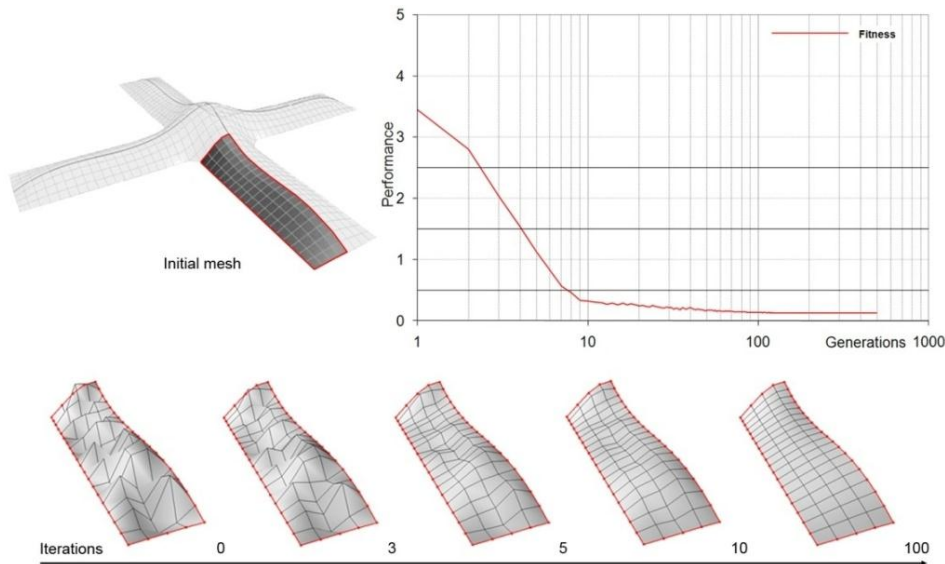 5
Fitness
4
3
Performance
2
Initial mesh
1
0
1
10
100
Generations 1000
Iterations 0 3 5 10 100